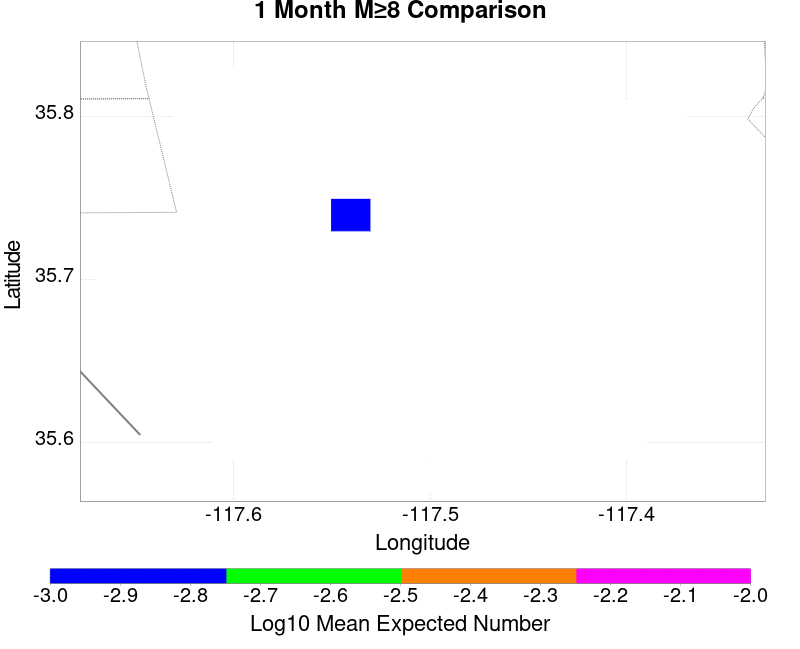 1 Month M≥8 Comparison
35.8
35.7
35.6
Latitude
-117.6 -117.5 -117.4
Longitude
-3.0 -2.9 -2.8 -2.7 -2.6 -2.5 -2.4 -2.3 -2.2 -2.1 -2.0
Log10 Mean Expected Number